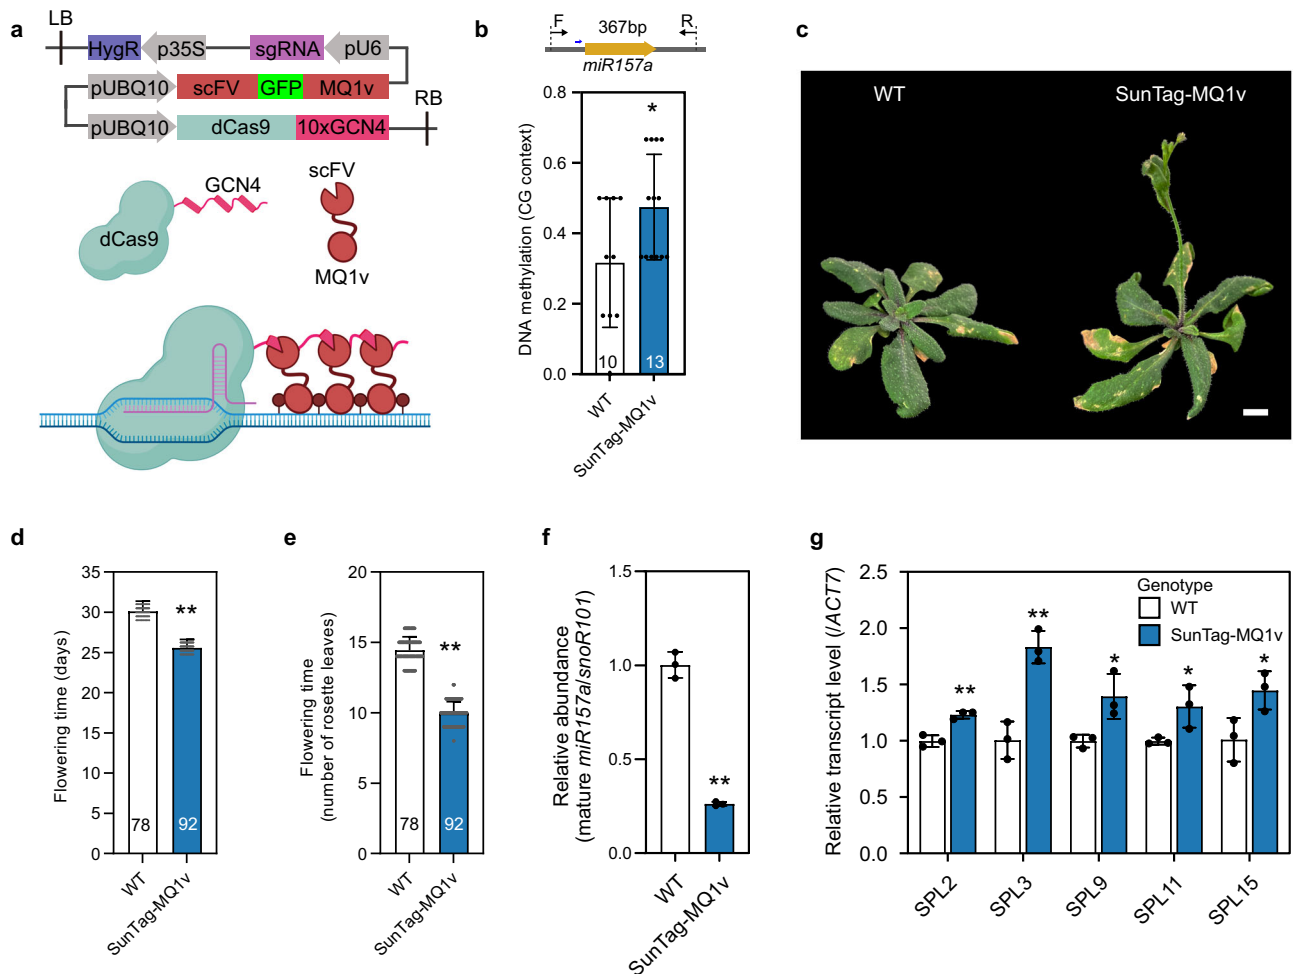 a
LB
HygR
p35S
sgRNA
pU6
pUBQ10
scFV
GFP
MQ1v
RB
pUBQ10
dCas9
10xGCN4
GCN4
scFV
dCas9
MQ1v
b
F
367bp
R
miR157a
DNA methylation (CG context)
0.8
0.6
0.4
0.2
0.0
*
10
13
WT
SunTag-MQ1v
c
WT
SunTag-MQ1v
d
Flowering time (days)
35
30
25
20
15
10
5
0
**
78
92
WT
SunTag-MQ1v
e
Flowering time
(number of rosette leaves)
20
15
10
5
0
**
78
92
WT
SunTag-MQ1v
f
Relative abundance
(mature miR157a/snoR101)
1.5
1.0
0.5
0.0
**
WT
SunTag-MQ1v
g
Relative transcript level (/ACT7)
2.5
2.0
1.5
1.0
0.5
0.0
Genotype
WT
SunTag-MQ1v
**
**
*
*
*
SPL2
SPL3
SPL9
SPL11
SPL15